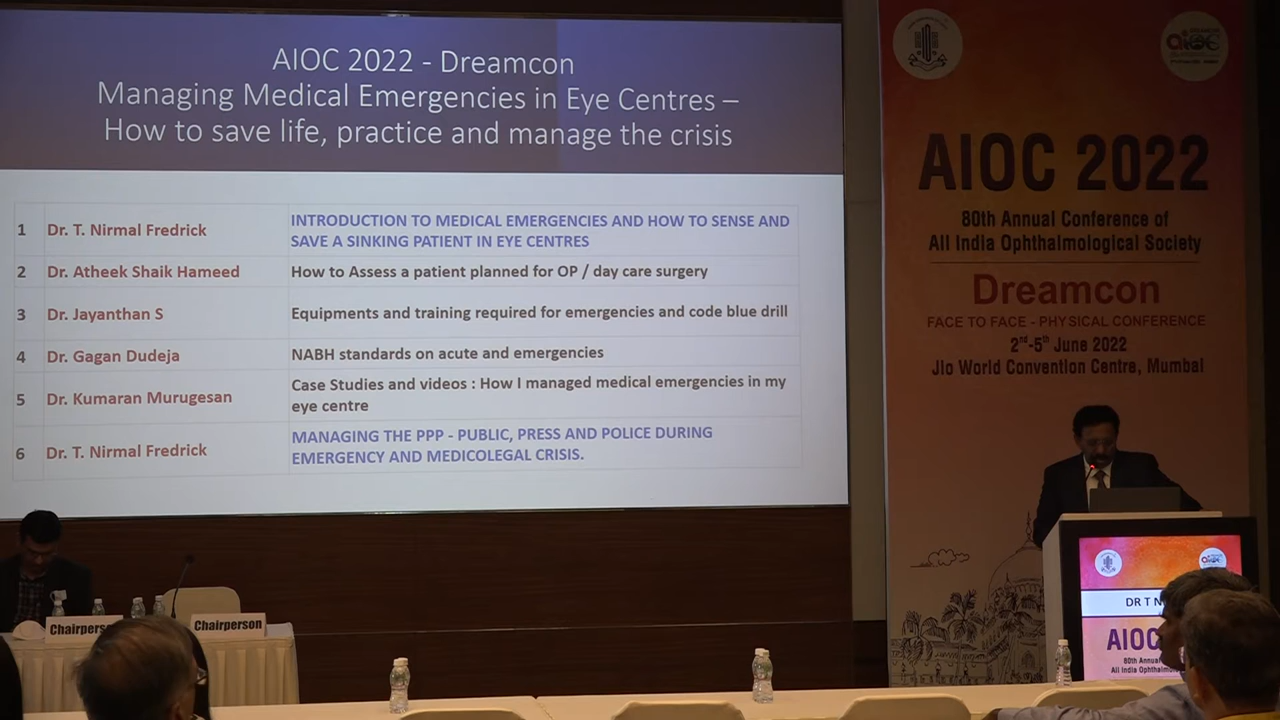 AIOC 2022 - Dreamcon
Managing Medical Emergencies in Eye Centres –
How to save life, practice and manage the crisis
1 Dr. T. Nirmal Fredrick INTRODUCTION TO MEDICAL EMERGENCIES AND HOW TO SENSE AND
SAVE A SINKING PATIENT IN EYE CENTRES
2 Dr. Atheek Shaik Hameed How to Assess a patient planned for OP / day care surgery
3 Dr. Jayanthan S Equipments and training required for emergencies and code blue drill
4 Dr. Gagan Dudeja NABH standards on acute and emergencies
5 Dr. Kumaran Murugesan Case Studies and videos : How I managed medical emergencies in my
eye centre
6 Dr. T. Nirmal Fredrick MANAGING THE PPP - PUBLIC, PRESS AND POLICE DURING
EMERGENCY AND MEDICOLEGAL CRISIS.
AIOC 2022
80th Annual Conference of
All India Ophthalmological Society
Dreamcon
FACE TO FACE - PHYSICAL CONFERENCE
2nd-5th June 2022
Jio World Convention Centre, Mumbai
Chairperso
Chairperson
DR T N
AIOC
80th Annual
All India Ophthalmol